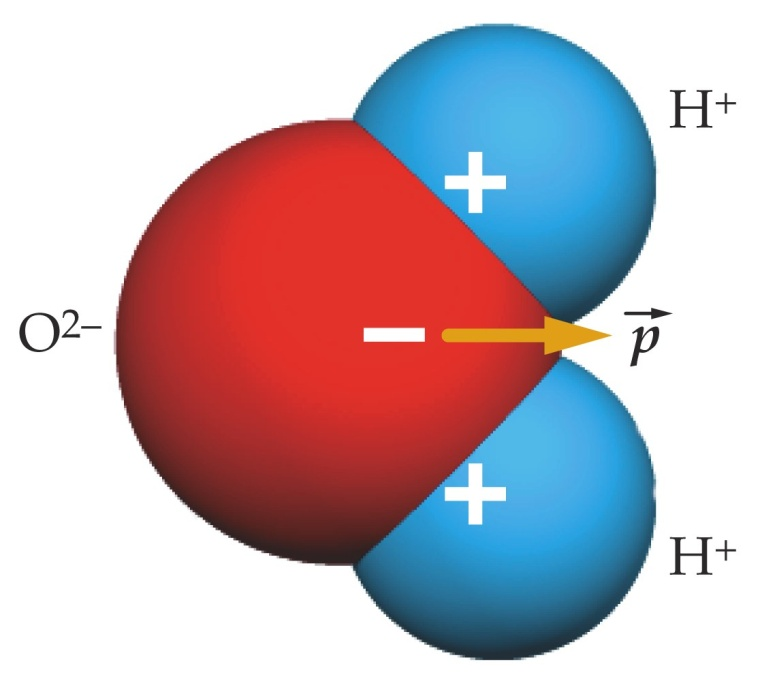 H⁺
+
O²⁻
−
p⃗
+
H⁺